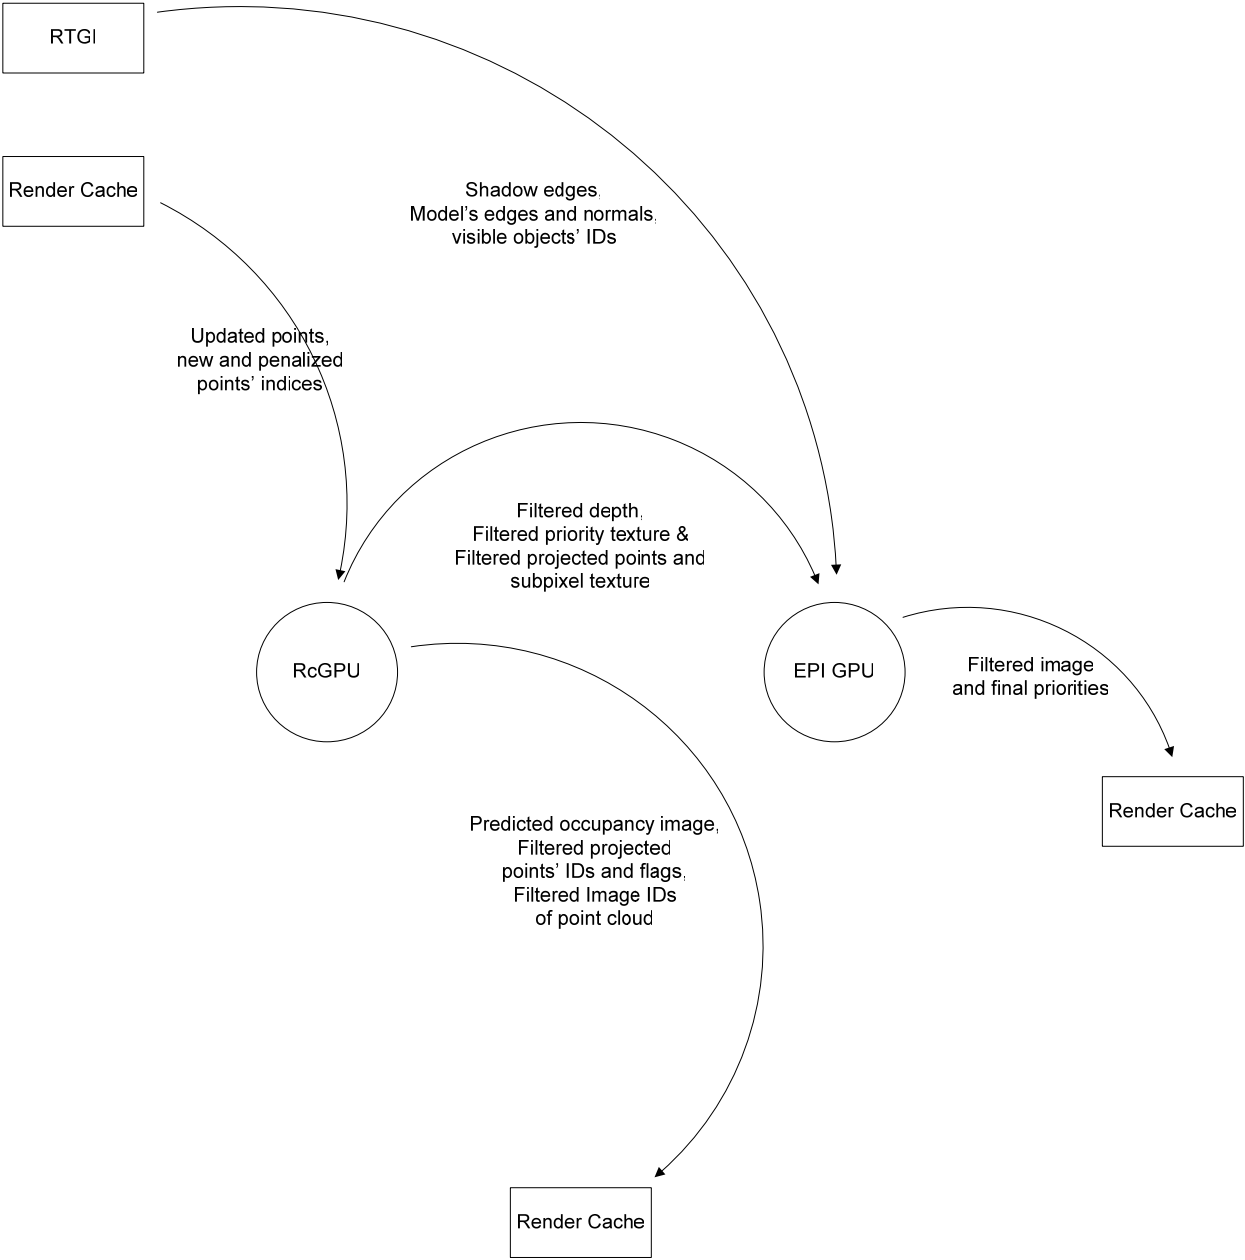 RTGI
Render Cache
Shadow edges,
Model's edges and normals,
visible objects' IDs
Updated points,
new and penalized
points' indices
Filtered depth,
Filtered priority texture &
Filtered projected points and
subpixel texture
RcGPU
EPI GPU
Filtered image
and final priorities
Render Cache
Predicted occupancy image,
Filtered projected
points' IDs and flags,
Filtered Image IDs
of point cloud
Render Cache